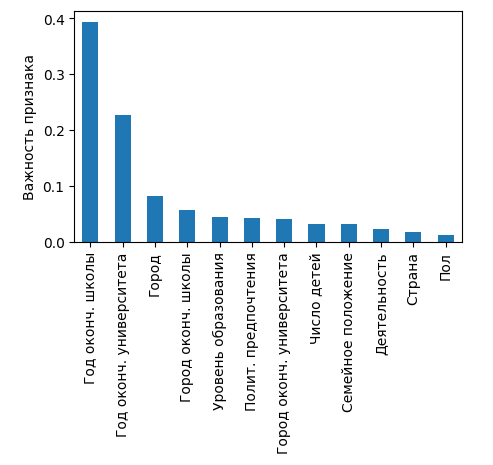 Важность признака
0.4
0.3
0.2
0.1
0.0
Год оконч. школы
Год оконч. университета
Город
Город оконч. школы
Уровень образования
Полит. предпочтения
Город оконч. университета
Число детей
Семейное положение
Деятельность
Страна
Пол